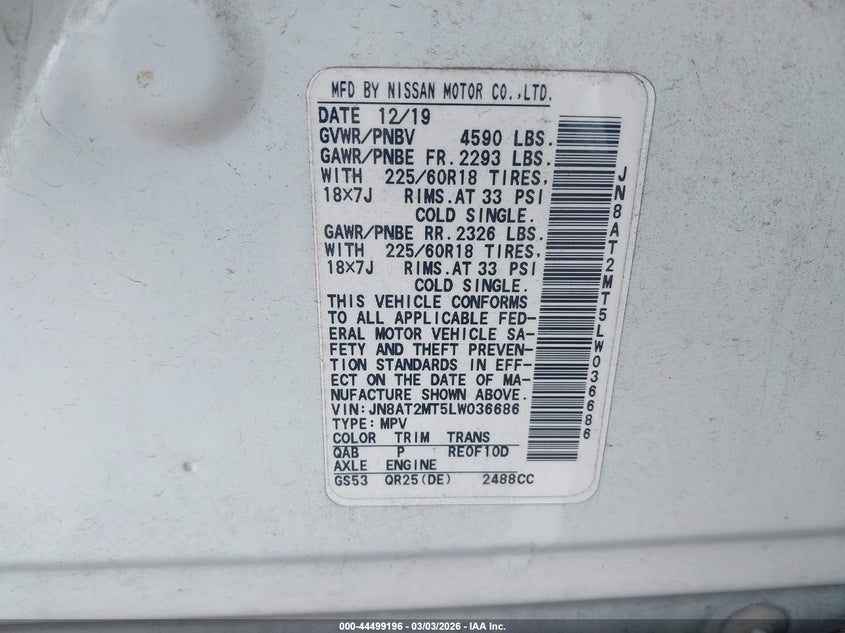 MFD BY NISSAN MOTOR CO.,LTD.
DATE 12/19
GVWR/PNBV 4590 LBS.
GAWR/PNBE FR.2293 LBS.
WITH 225/60R18 TIRES,
18×7J RIMS.AT 33 PSI
COLD SINGLE.
GAWR/PNBE RR.2326 LBS.
WITH 225/60R18 TIRES,
18×7J RIMS.AT 33 PSI
COLD SINGLE.
THIS VEHICLE CONFORMS
TO ALL APPLICABLE FED-
ERAL MOTOR VEHICLE SA-
FETY AND THEFT PREVEN-
TION STANDARDS IN EFF-
ECT ON THE DATE OF MA-
NUFACTURE SHOWN ABOVE.
VIN:JN8AT2MT5LW036686
TYPE:MPV
COLOR TRIM TRANS
QAB P RE0F10D
AXLE ENGINE
GS53 QR25(DE) 2488CC
JN8AT2MT5LW036686
000-44499196 - 03/03/2026 - IAA Inc.